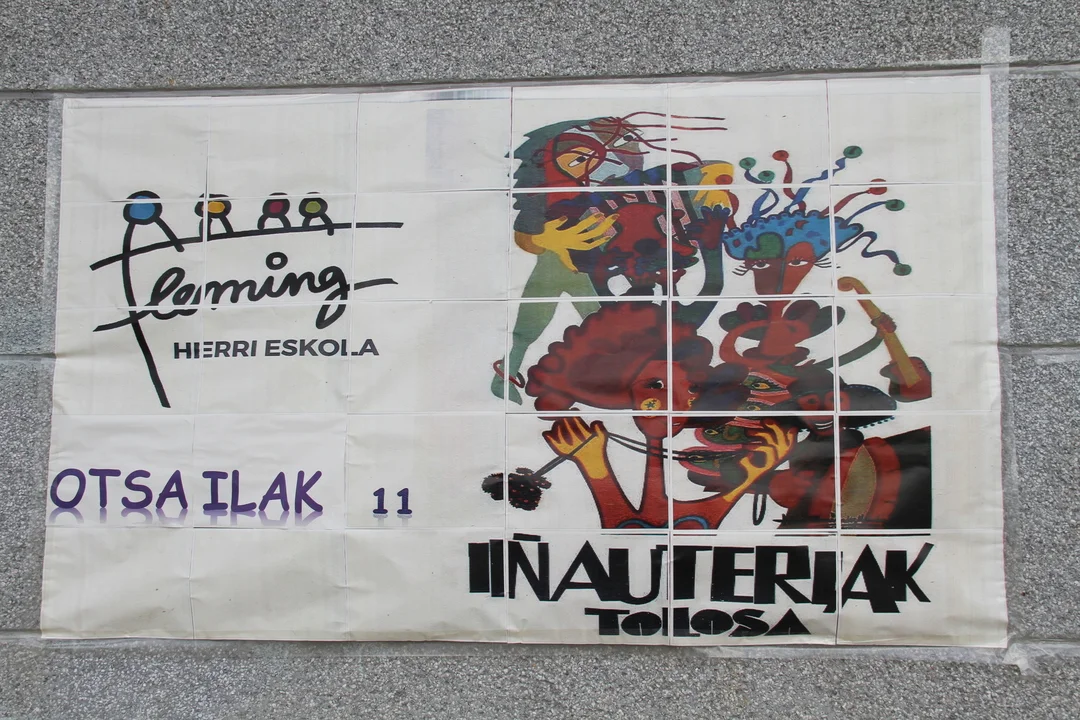 Fleming
HERRI ESKOLA
OTSAILAK 11
IÑAUTERIAK
TOLOSA